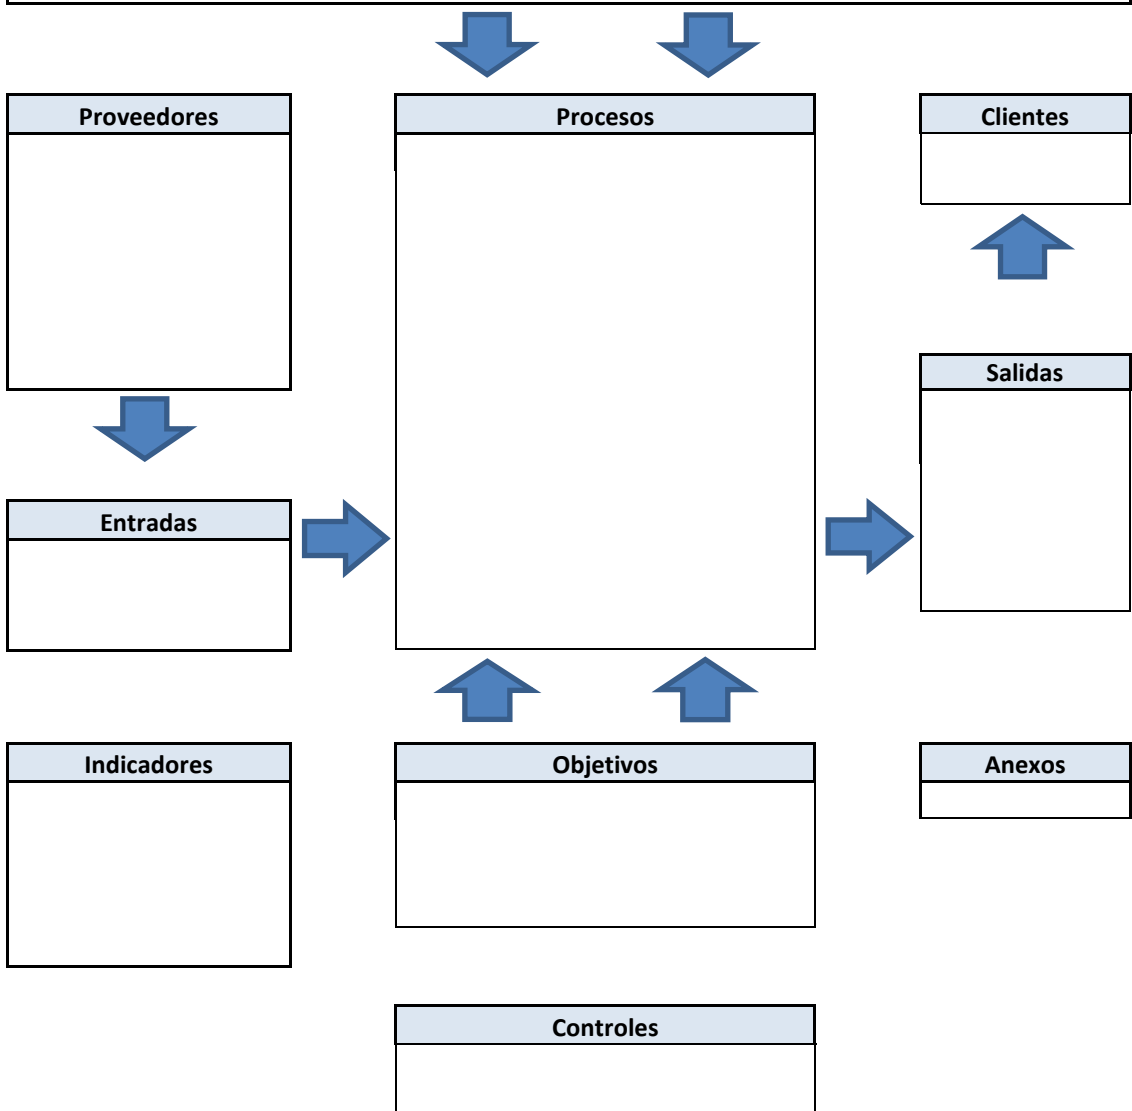 Proveedores
Procesos
Clientes
Salidas
Entradas
Indicadores
Objetivos
Anexos
Controles